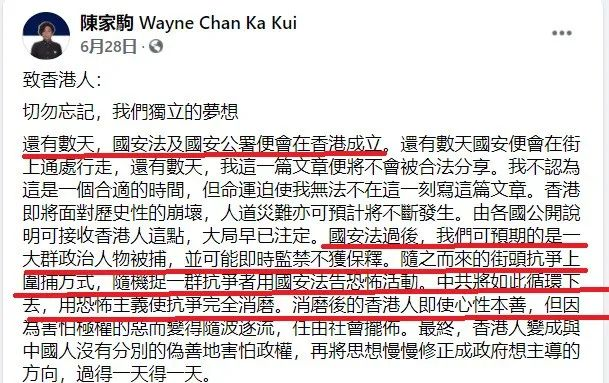 陳家駒 Wayne Chan Ka Kui
6月28日
致香港人：
切勿忘記，我們獨立的夢想
還有數天，國安法及國安公署便會在香港成立。還有數天國安便會在街
上通處行走，還有數天，我這一篇文章便將不會被合法分享。我不認為
這是一個合適的時間，但命運迫使我無法不在這一刻寫這篇文章。香港
即將面對歷史性的崩壞，人道災難亦可預計將不斷發生。由各國公開說
明可接收香港人這點，大局早已注定。國安法過後，我們可預期的是一
大群政治人物被捕，並可能即時監禁不獲保釋。隨之而來的街頭抗爭上
圍捕方式，隨機捉一群抗爭者用國安法告恐怖活動。中共將如此循環下
去，用恐怖主義使抗爭完全消磨。消磨後的香港人即使心性本善，但因
為害怕極權的惡而變得隨波逐流，任由社會擺佈。最終，香港人變成與
中國人沒有分別的偽善地害怕政權，再將思想慢慢修正成政府想主導的
方向，過得一天得一天。